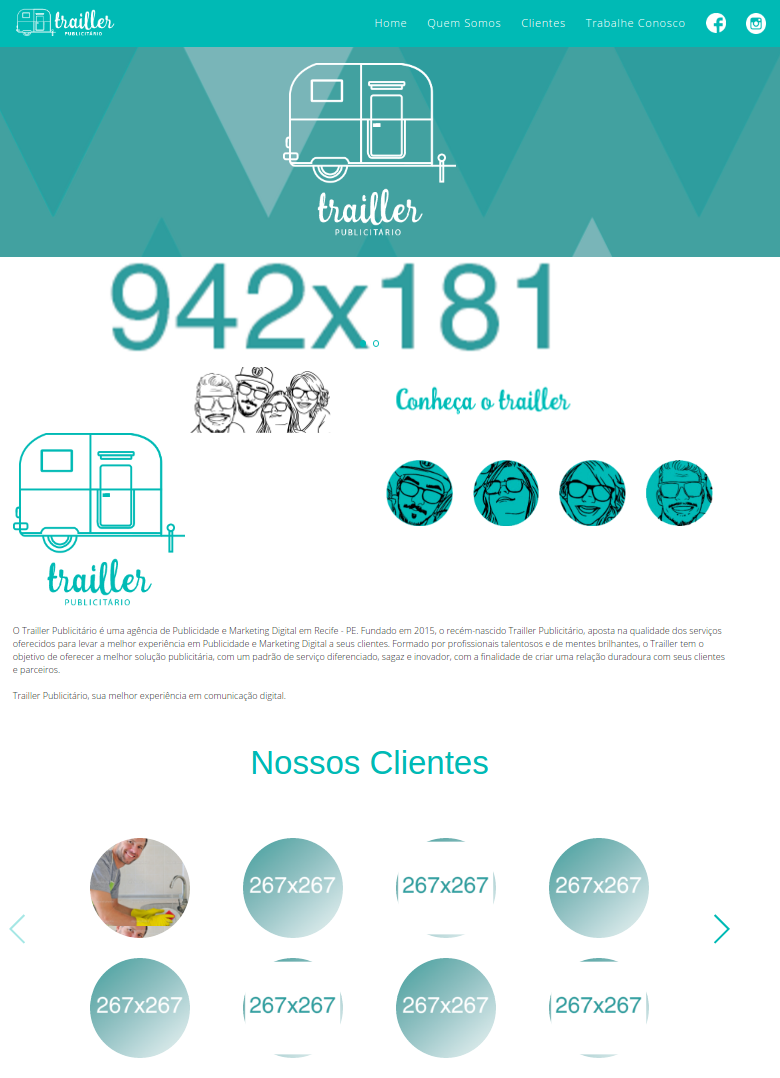 trailler
PUBLICITÁRIO
Home Quem Somos Clientes Trabalhe Conosco
trailler
PUBLICITÁRIO
942x181
Conheça o trailler
trailler
PUBLICITÁRIO
O Trailler Publicitário é uma agência de Publicidade e Marketing Digital em Recife - PE. Fundado em 2015, o recém-nascido Trailler Publicitário, aposta na qualidade dos serviços
oferecidos para levar a melhor experiência em Publicidade e Marketing Digital a seus clientes. Formado por profissionais talentosos e de mentes brilhantes, o Trailler tem o
objetivo de oferecer a melhor solução publicitária, com um padrão de serviço diferenciado, sagaz e inovador, com a finalidade de criar uma relação duradoura com seus clientes
e parceiros.
Trailler Publicitário, sua melhor experiência em comunicação digital.
Nossos Clientes
267x267 267x267 267x267
267x267 267x267 267x267 267x267